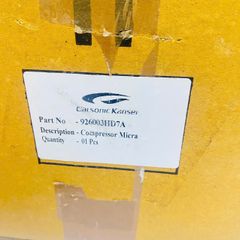 Calsonic Kansei
Part No - 926003HD7A
Description - Compressor Micra
Quantity - 01 Pcs